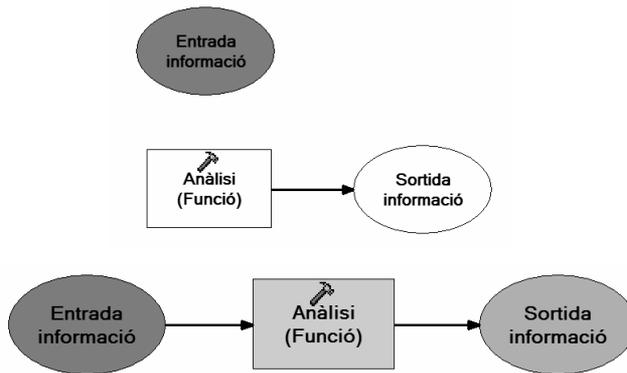 Entrada
informació
Anàlisi
(Funció)
Sortida
informació
Entrada
informació
Anàlisi
(Funció)
Sortida
informació